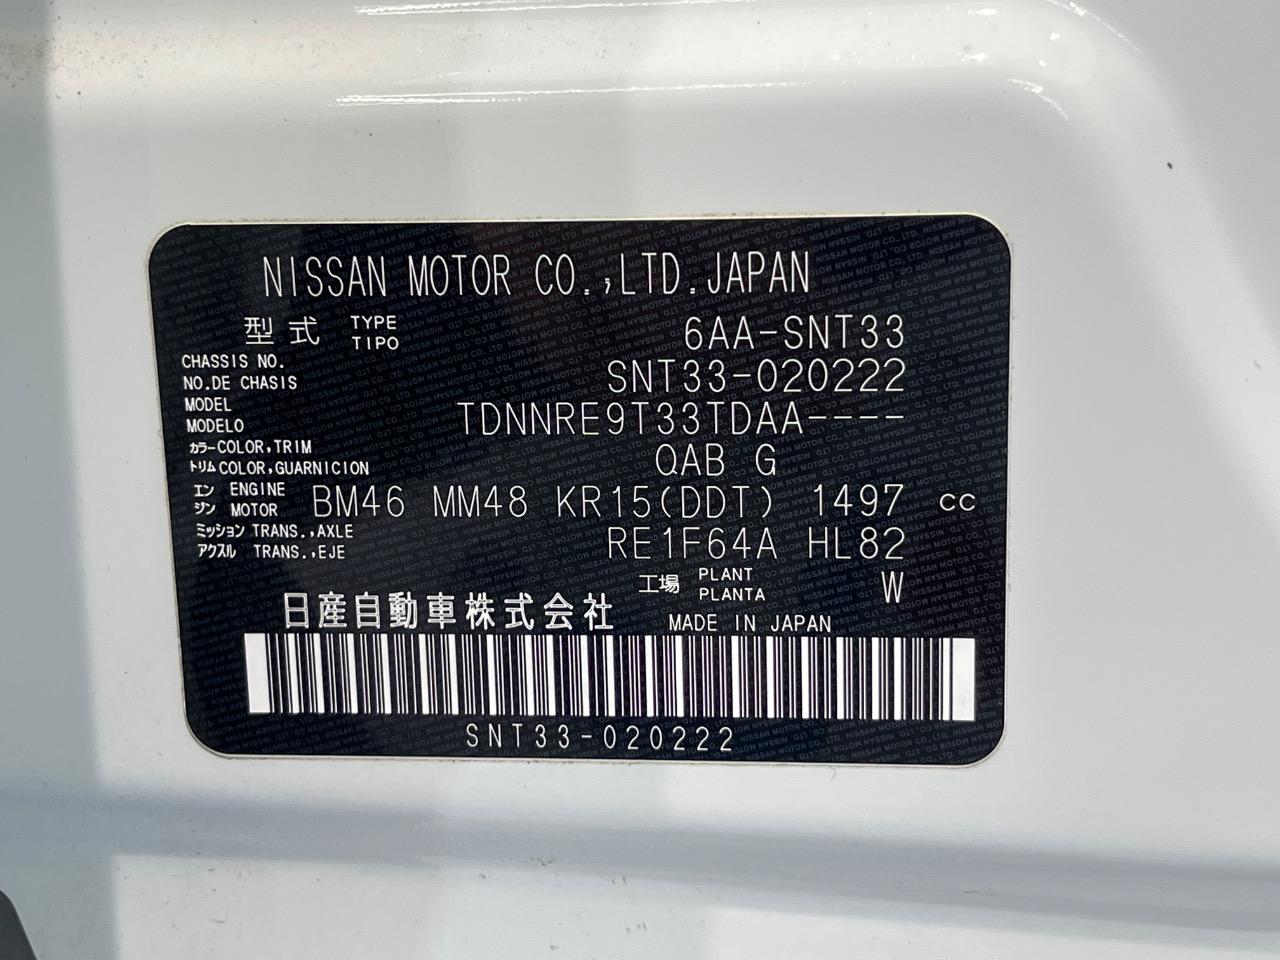 NISSAN MOTOR CO.,LTD.JAPAN
型式 TYPE TIPO 6AA-SNT33
CHASSIS NO.
NO.DE CHASIS SNT33-020222
MODEL
MODELO TDNNRE9T33TDAA----
カラー COLOR,TRIM
トリム COLOR,GUARNICION QAB G
エン ENGINE
ジン MOTOR BM46 MM48 KR15(DDT) 1497 cc
ミッション TRANS.,AXLE
アクスル TRANS.,EJE RE1F64A HL82
工場 PLANT PLANTA W
日産自動車株式会社 MADE IN JAPAN
SNT33-020222